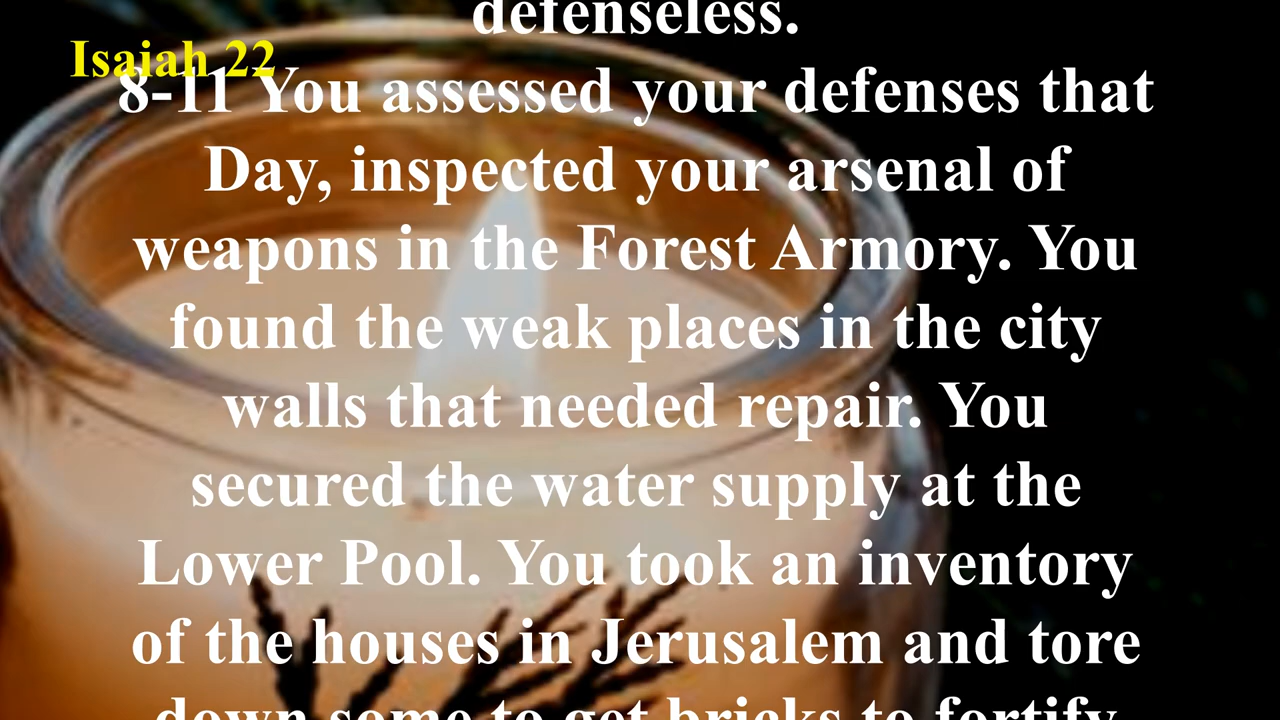 defenseless.
Isaiah 22
8-11 You assessed your defenses that
Day, inspected your arsenal of
weapons in the Forest Armory. You
found the weak places in the city
walls that needed repair. You
secured the water supply at the
Lower Pool. You took an inventory
of the houses in Jerusalem and tore
down some to get bricks to fortify